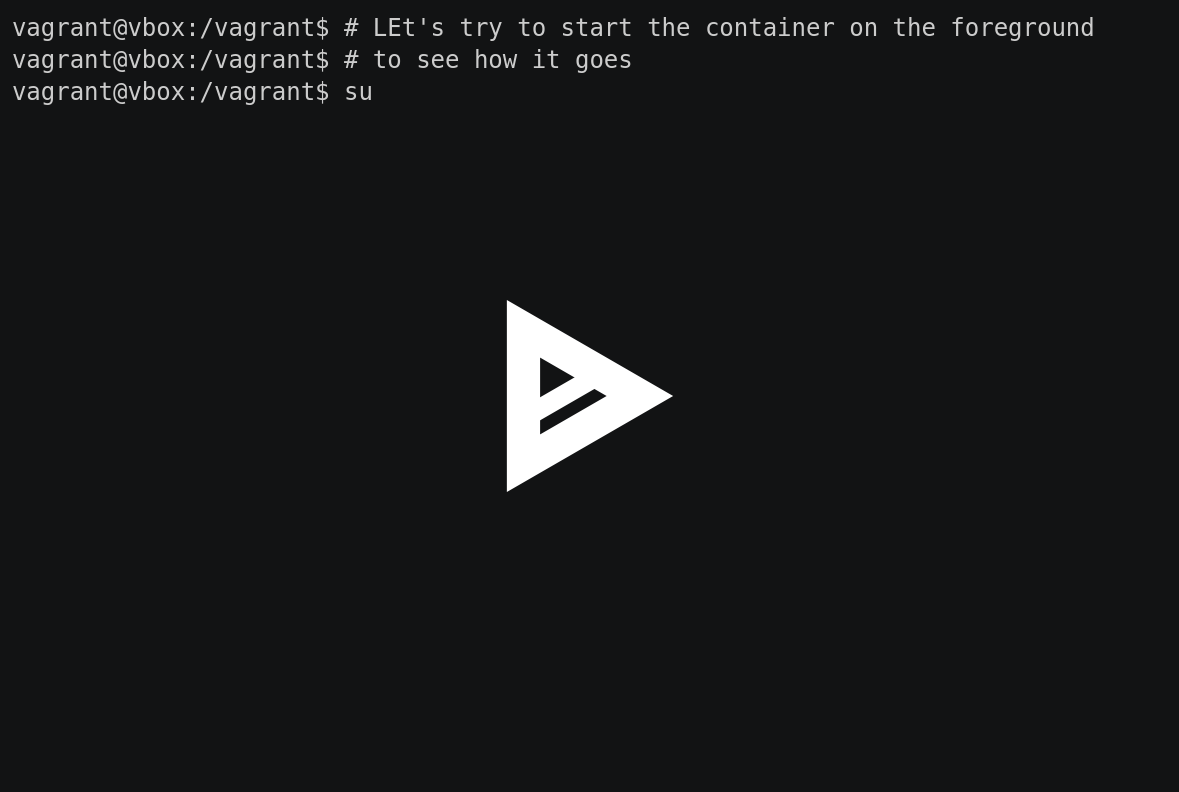 vagrant@vbox:/vagrant$ # LEt's try to start the container on the foreground
vagrant@vbox:/vagrant$ # to see how it goes
vagrant@vbox:/vagrant$ su